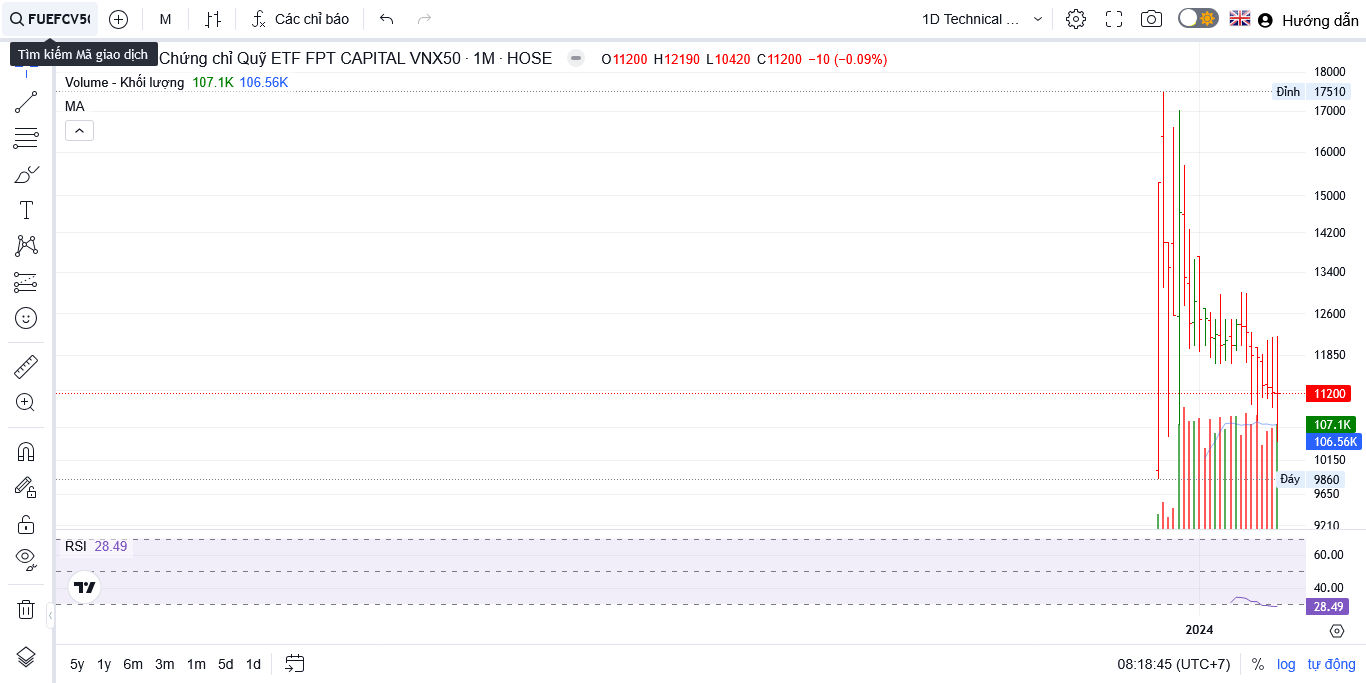 FUEFCV50
M
Các chỉ báo
1D Technical ...
Hướng dẫn
Tìm kiếm Mã giao dịch
Chứng chỉ Quỹ ETF FPT CAPITAL VNX50 · 1M · HOSE
O11200 H12190 L10420 C11200 −10 (−0.09%)
Volume - Khối lượng 107.1K 106.56K
MA
18000
Đỉnh 17510
17000
16000
15000
14200
13400
12600
11850
11200
107.1K
106.56K
10150
Đáy 9860
9650
9210
RSI 28.49
60.00
40.00
28.49
2024
5y 1y 6m 3m 1m 5d 1d
08:18:45 (UTC+7)
% log tự động